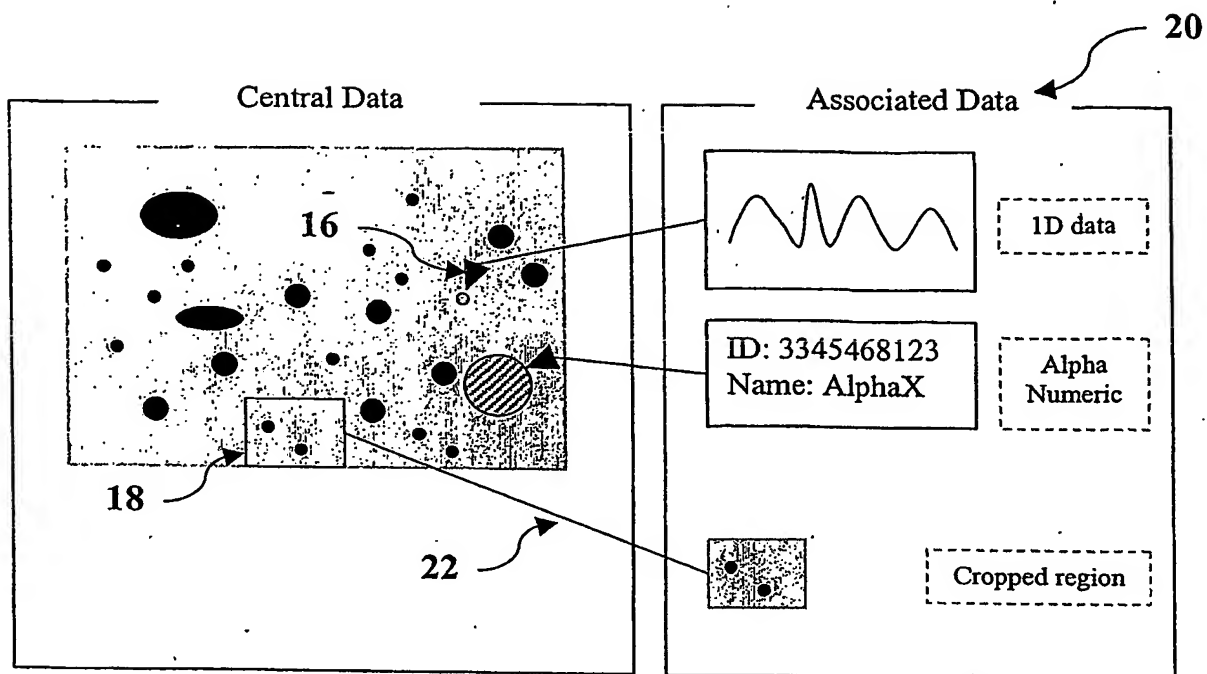 20
Central Data
Associated Data
16
1D data
ID: 3345468123
Name: AlphaX
Alpha
Numeric
18
22
Cropped region